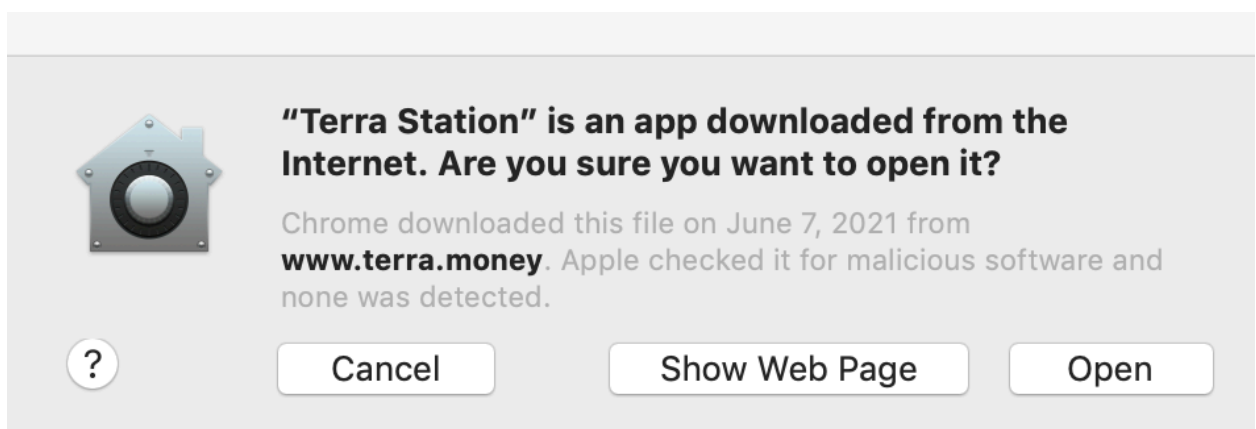 “Terra Station” is an app downloaded from the
Internet. Are you sure you want to open it?
Chrome downloaded this file on June 7, 2021 from
www.terra.money. Apple checked it for malicious software and
none was detected.
?
Cancel
Show Web Page
Open